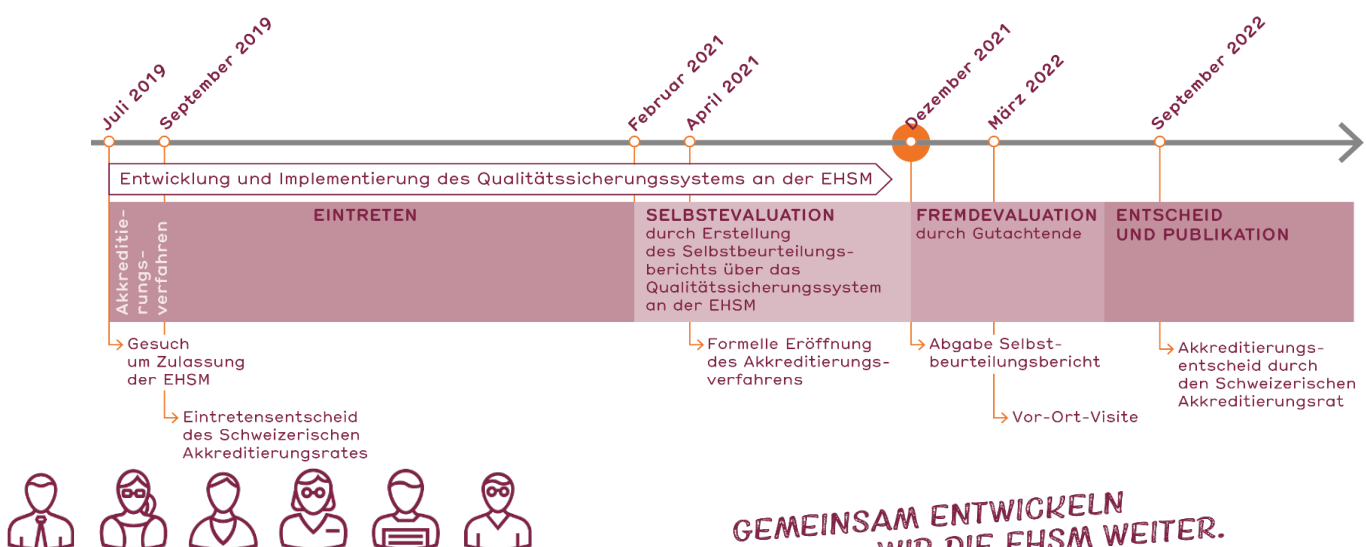 Juli 2019
September 2019
Februar 2021
April 2021
Dezember 2021
März 2022
September 2022
Entwicklung und Implementierung des Qualitätssicherungssystems an der EHSM
Akkreditie-
rungs-
verfahren
EINTRETEN
SELBSTEVALUATION
durch Erstellung
des Selbstbeurteilungs-
berichts über das
Qualitätssicherungssystem
an der EHSM
FREMDEVALUATION
durch Gutachtende
ENTSCHEID
UND PUBLIKATION
Gesuch
um Zulassung
der EHSM
Eintretensentscheid
des Schweizerischen
Akkreditierungsrates
Formelle Eröffnung
des Akkreditierungs-
verfahrens
Abgabe Selbst-
beurteilungsbericht
Vor-Ort-Visite
Akkreditierungs-
entscheid durch
den Schweizerischen
Akkreditierungsrat
GEMEINSAM ENTWICKELN
WIR DIE EHSM WEITER.